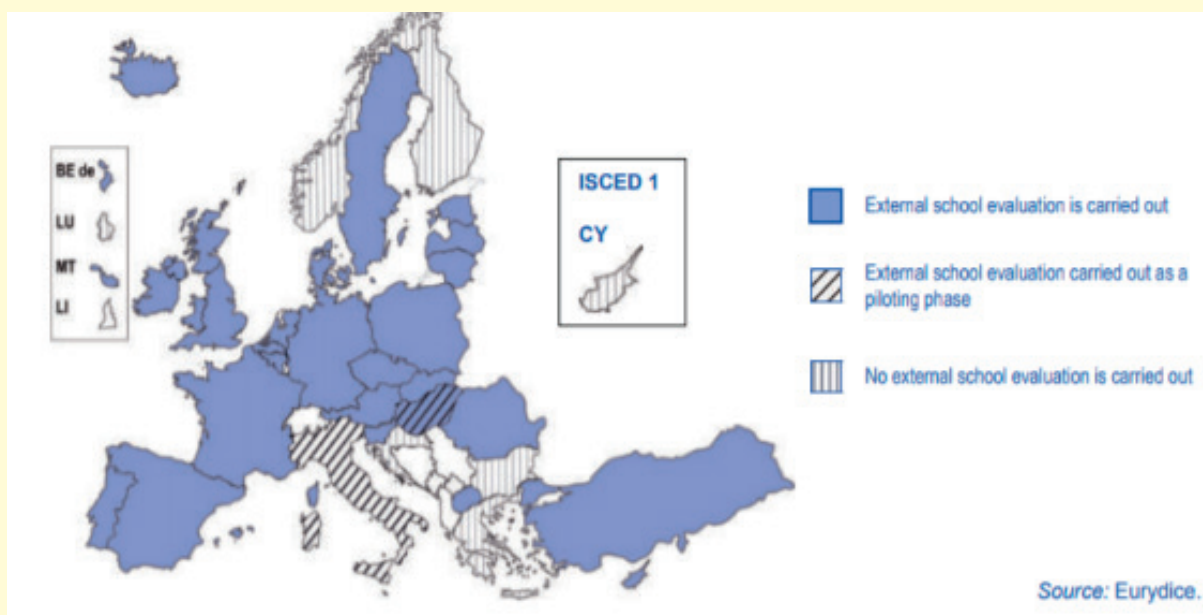 BE de
LU
MT
LI
ISCED 1
CY
External school evaluation is carried out
External school evaluation carried out as a
piloting phase
No external school evaluation is carried out
Source: Eurydice.